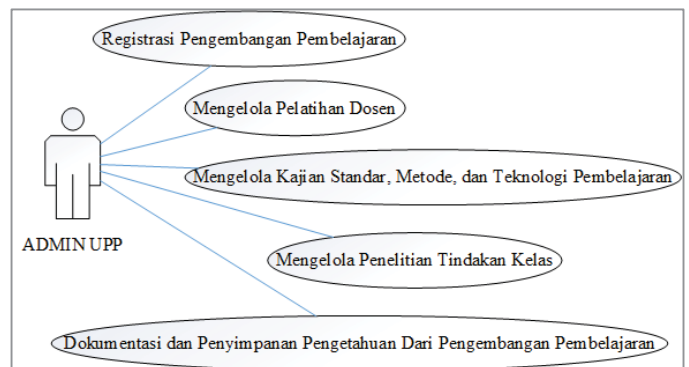 Registrasi Pengembangan Pembelajaran
Mengelola Pelatihan Dosen
Mengelola Kajian Standar, Metode, dan Teknologi Pembelajaran
ADMIN UPP
Mengelola Penelitian Tindakan Kelas
Dokumentasi dan Penyimpanan Pengetahuan Dari Pengembangan Pembelajaran